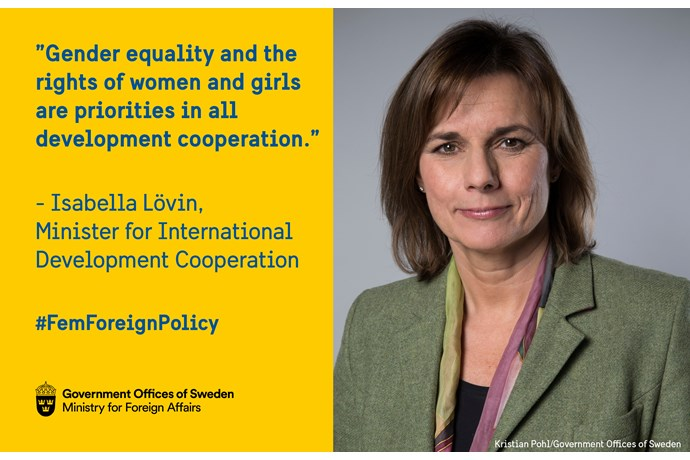 ”Gender equality and the
rights of women and girls
are priorities in all
development cooperation.”
- Isabella Lövin,
Minister for International
Development Cooperation
#FemForeignPolicy
Government Offices of Sweden
Ministry for Foreign Affairs
Kristian Pohl/Government Offices of Sweden